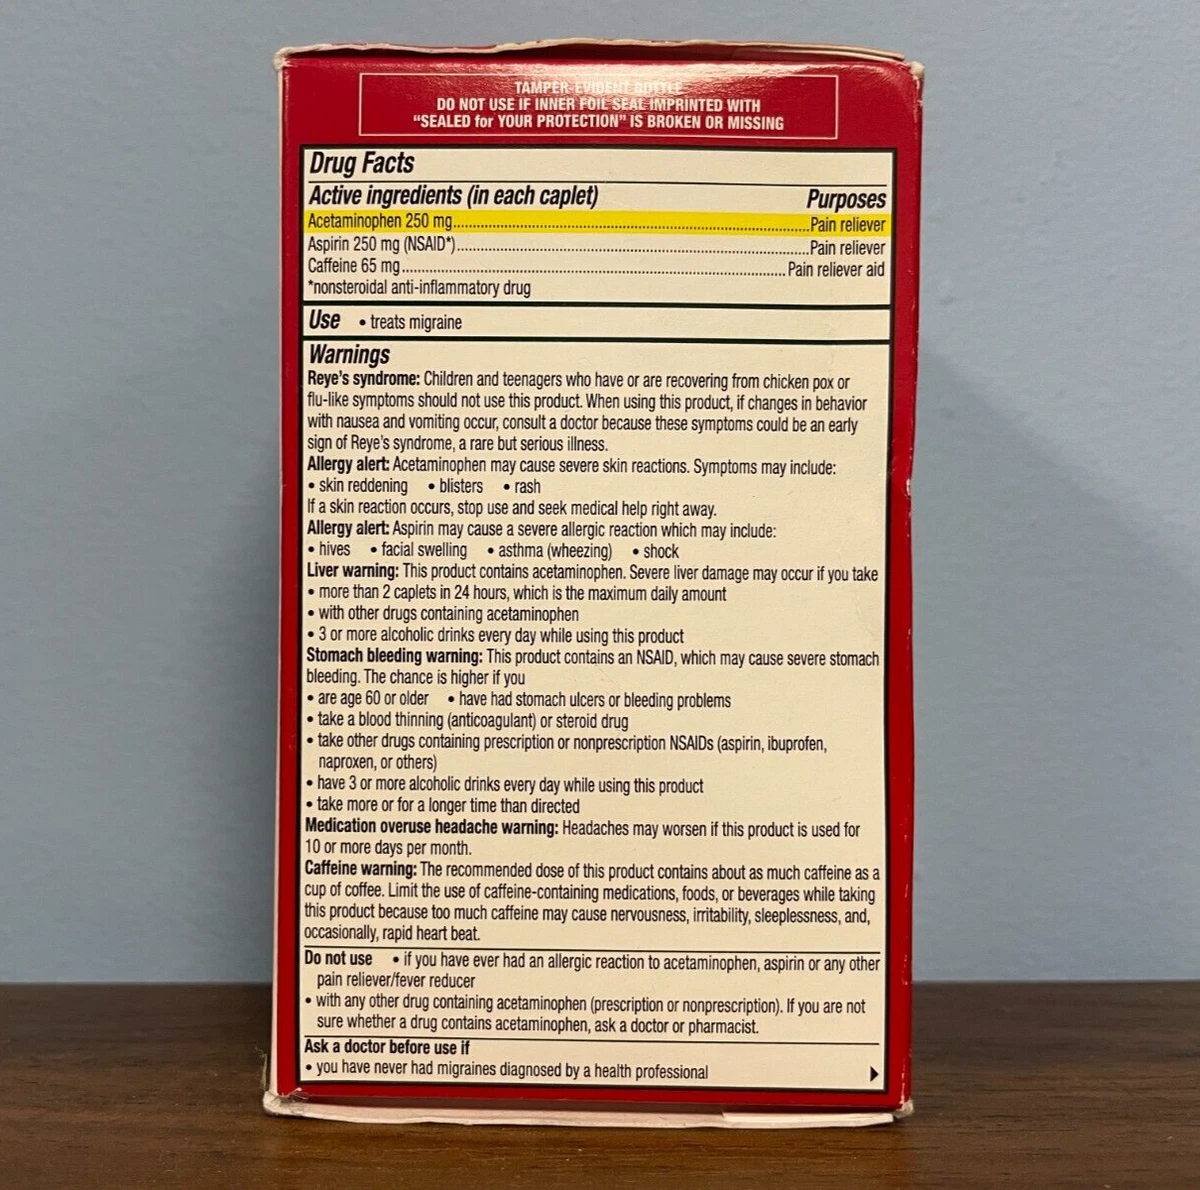 TAMPER-EVIDENT BOTTLE
DO NOT USE IF INNER FOIL SEAL IMPRINTED WITH
“SEALED for YOUR PROTECTION” IS BROKEN OR MISSING
Drug Facts
Active ingredients (in each caplet) Purposes
Acetaminophen 250 mg..........Pain reliever
Aspirin 250 mg (NSAID*)..........Pain reliever
Caffeine 65 mg..........Pain reliever aid
*nonsteroidal anti-inflammatory drug
Use • treats migraine
Warnings
Reye's syndrome: Children and teenagers who have or are recovering from chicken pox or
flu-like symptoms should not use this product. When using this product, if changes in behavior
with nausea and vomiting occur, consult a doctor because these symptoms could be an early
sign of Reye's syndrome, a rare but serious illness.
Allergy alert: Acetaminophen may cause severe skin reactions. Symptoms may include:
• skin reddening • blisters • rash
If a skin reaction occurs, stop use and seek medical help right away.
Allergy alert: Aspirin may cause a severe allergic reaction which may include:
• hives • facial swelling • asthma (wheezing) • shock
Liver warning: This product contains acetaminophen. Severe liver damage may occur if you take
• more than 2 caplets in 24 hours, which is the maximum daily amount
• with other drugs containing acetaminophen
• 3 or more alcoholic drinks every day while using this product
Stomach bleeding warning: This product contains an NSAID, which may cause severe stomach
bleeding. The chance is higher if you
• are age 60 or older • have had stomach ulcers or bleeding problems
• take a blood thinning (anticoagulant) or steroid drug
• take other drugs containing prescription or nonprescription NSAIDs (aspirin, ibuprofen,
naproxen, or others)
• have 3 or more alcoholic drinks every day while using this product
• take more or for a longer time than directed
Medication overuse headache warning: Headaches may worsen if this product is used for
10 or more days per month.
Caffeine warning: The recommended dose of this product contains about as much caffeine as a
cup of coffee. Limit the use of caffeine-containing medications, foods, or beverages while taking
this product because too much caffeine may cause nervousness, irritability, sleeplessness, and,
occasionally, rapid heart beat.
Do not use • if you have ever had an allergic reaction to acetaminophen, aspirin or any other
pain reliever/fever reducer
• with any other drug containing acetaminophen (prescription or nonprescription). If you are not
sure whether a drug contains acetaminophen, ask a doctor or pharmacist.
Ask a doctor before use if
• you have never had migraines diagnosed by a health professional